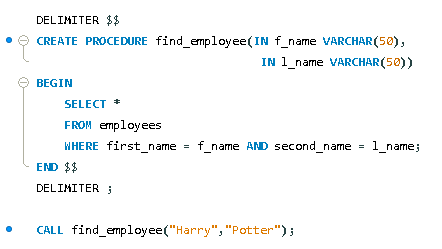 DELIMITER $$
CREATE PROCEDURE find_employee(IN f_name VARCHAR(50),
IN l_name VARCHAR(50))
BEGIN
SELECT *
FROM employees
WHERE first_name = f_name AND second_name = l_name;
END $$
DELIMITER ;
CALL find_employee("Harry","Potter");